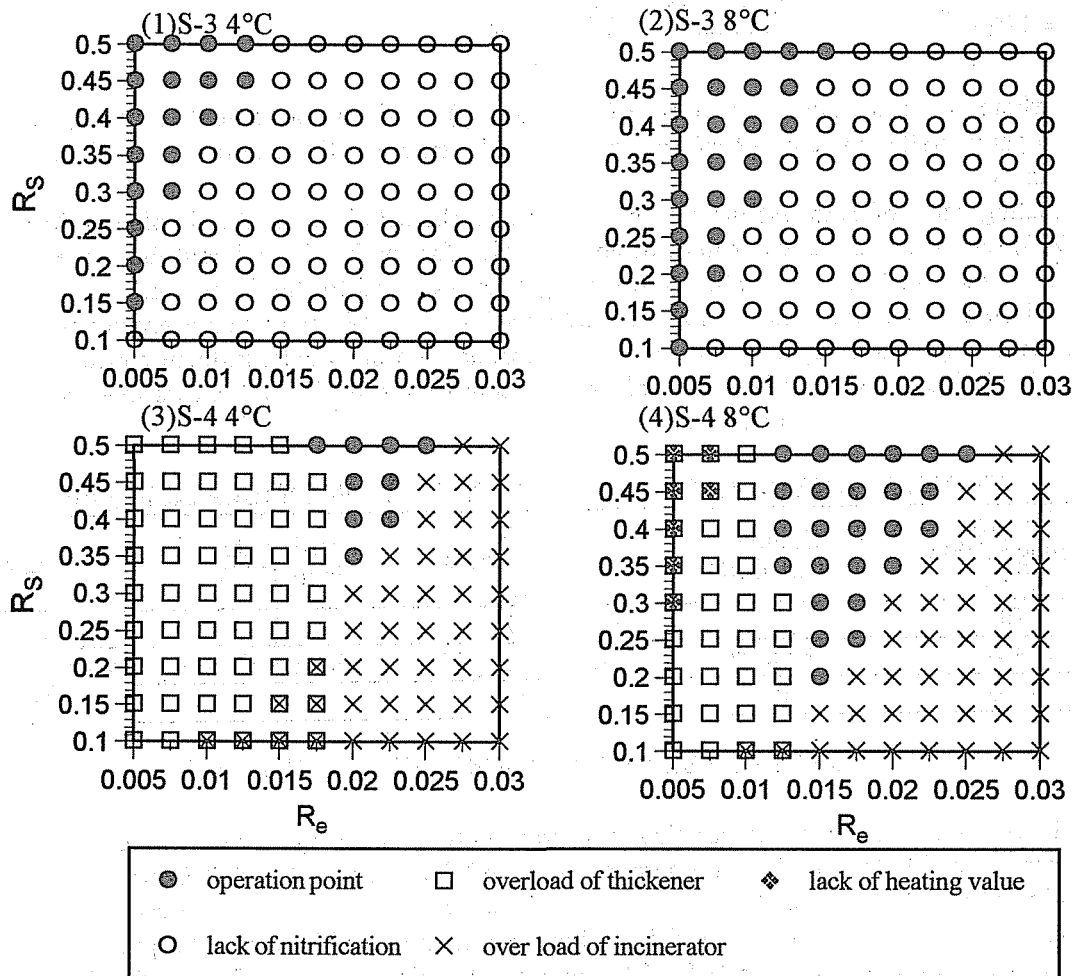 (1)S-3 4°C
(2)S-3 8°C
0.5
0.45
0.4
0.35
0.3
0.25
0.2
0.15
0.1
R_S
0.5
0.45
0.4
0.35
0.3
0.25
0.2
0.15
0.1
0.005 0.01 0.015 0.02 0.025 0.03
0.005 0.01 0.015 0.02 0.025 0.03
(3)S-4 4°C
(4)S-4 8°C
0.5
0.45
0.4
0.35
0.3
0.25
0.2
0.15
0.1
R_S
0.5
0.45
0.4
0.35
0.3
0.25
0.2
0.15
0.1
0.005 0.01 0.015 0.02 0.025 0.03
0.005 0.01 0.015 0.02 0.025 0.03
R_e
R_e
operation point overload of thickener lack of heating value
lack of nitrification over load of incinerator